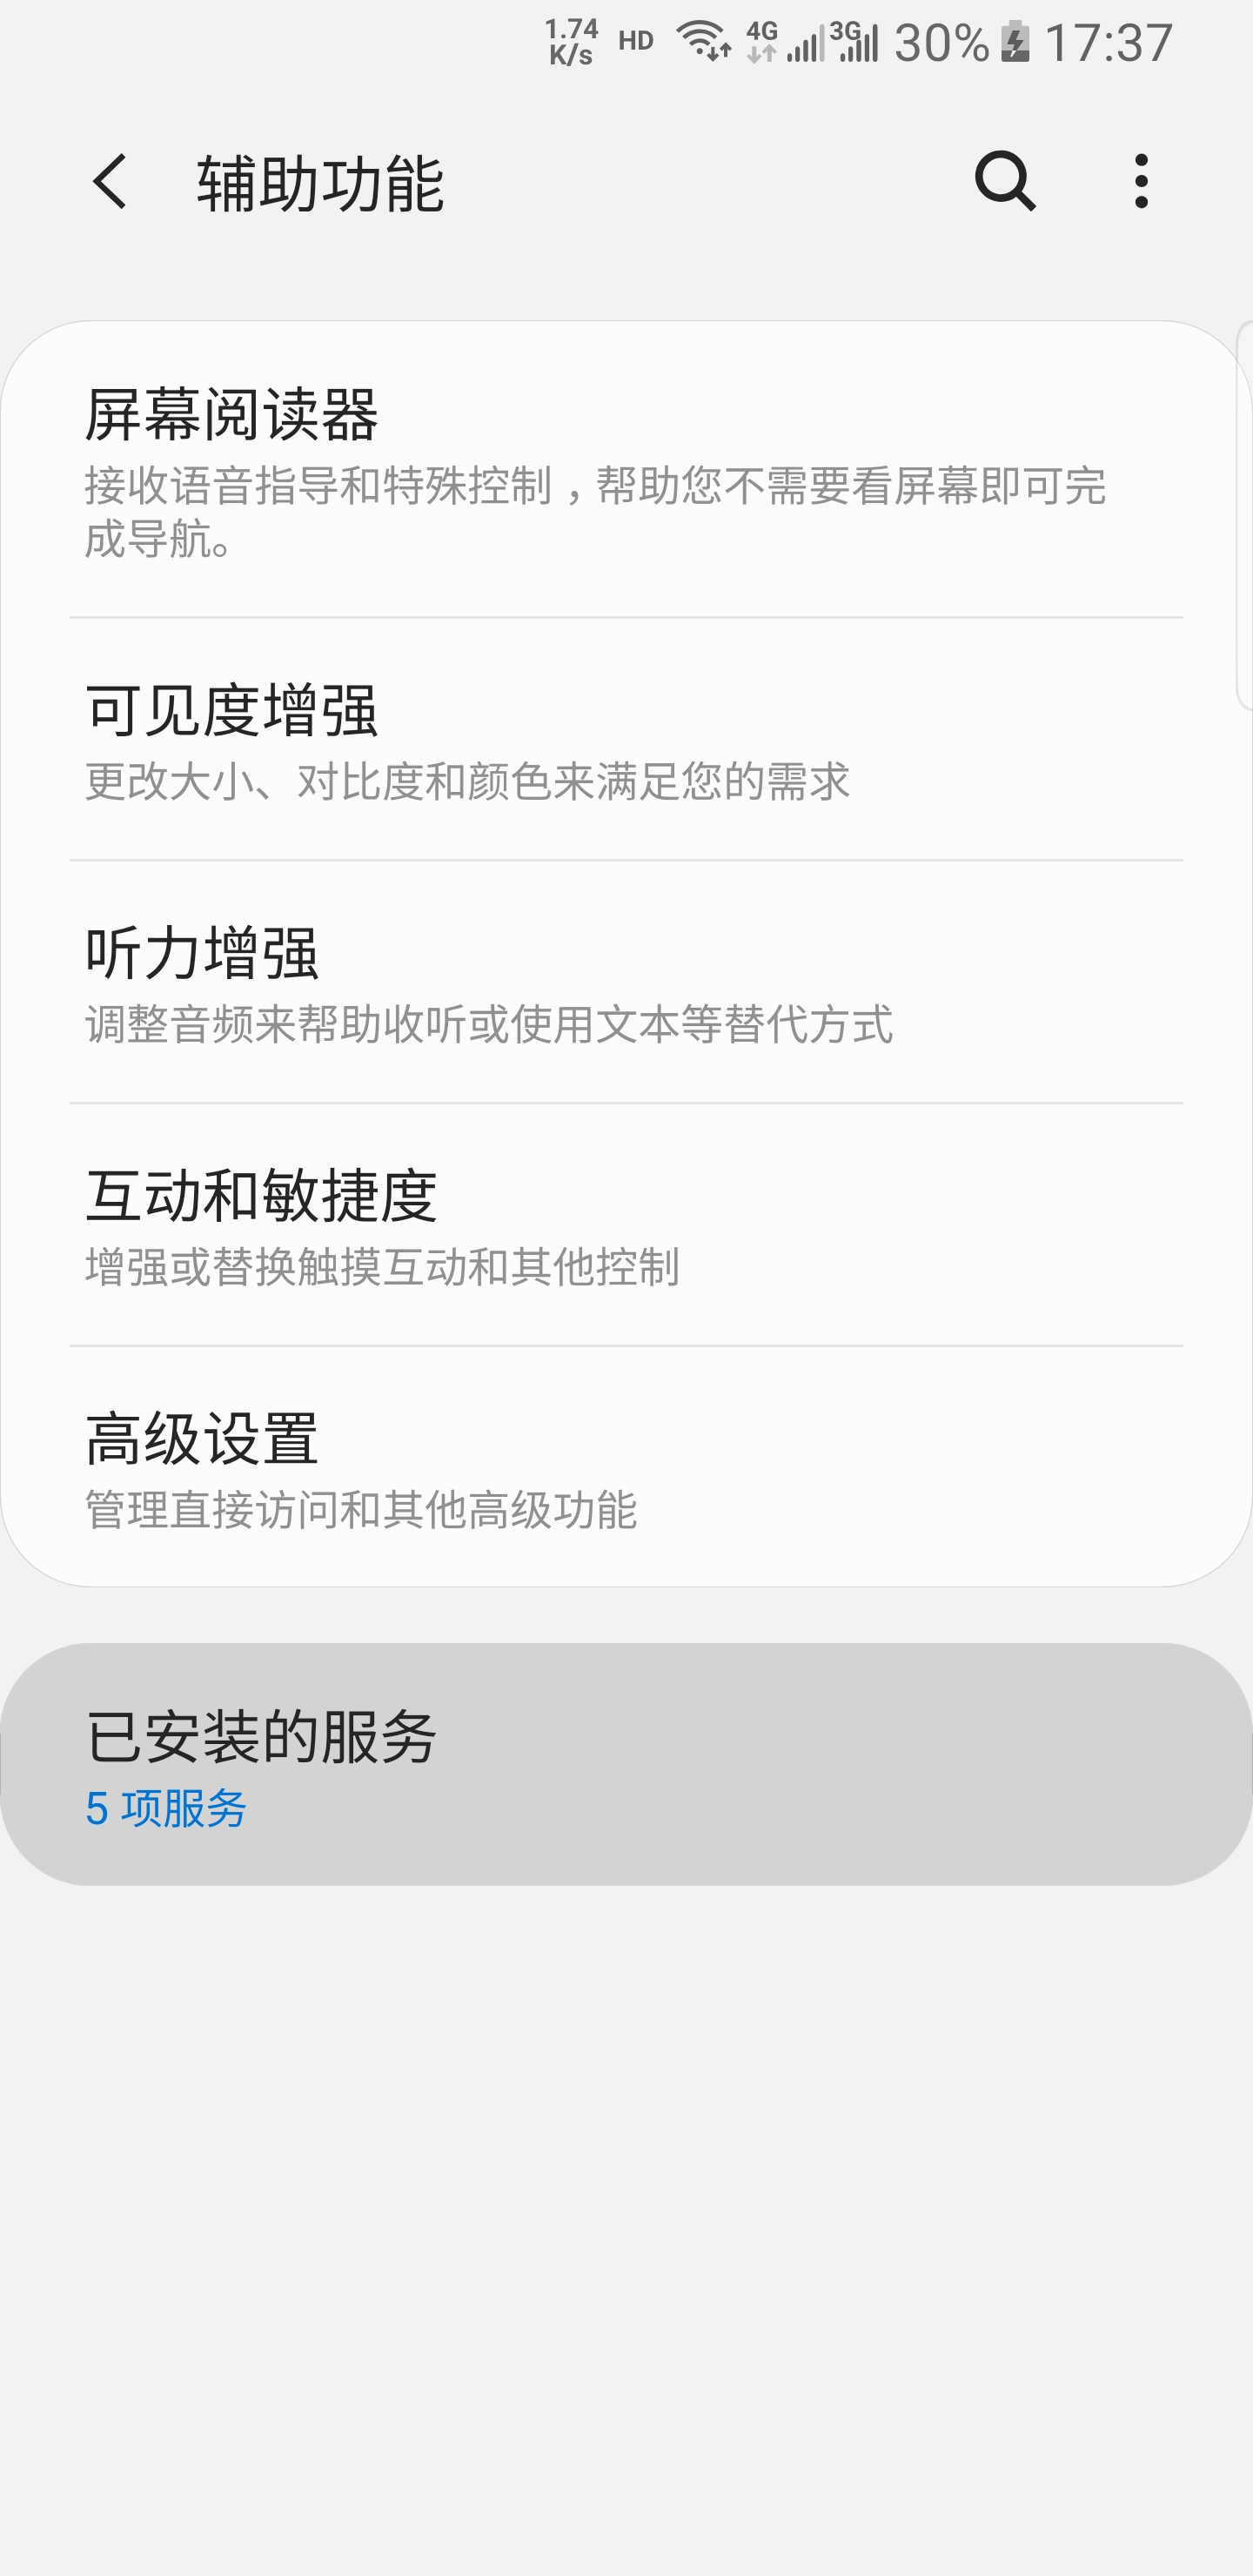 1.74
K/s
HD
4G
3G
30%
17:37
辅助功能
屏幕阅读器
接收语音指导和特殊控制，帮助您不需要看屏幕即可完
成导航。
可见度增强
更改大小、对比度和颜色来满足您的需求
听力增强
调整音频来帮助收听或使用文本等替代方式
互动和敏捷度
增强或替换触摸互动和其他控制
高级设置
管理直接访问和其他高级功能
已安装的服务
5 项服务